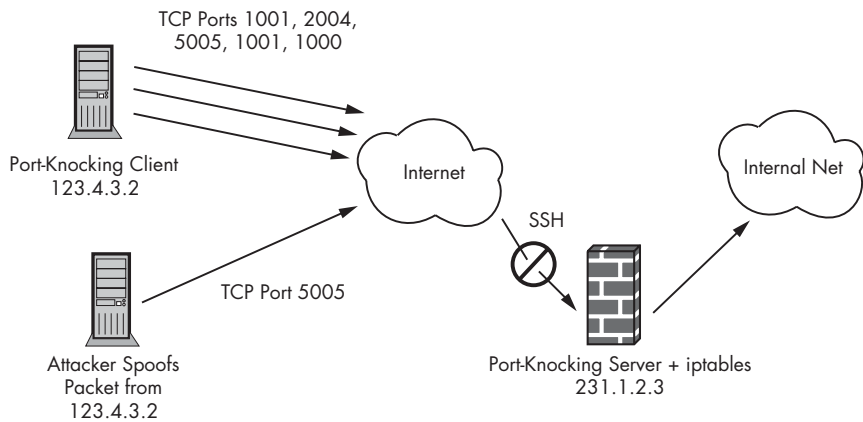 TCP Ports 1001, 2004,
5005, 1001, 1000
Port-Knocking Client
123.4.3.2
Internet
Internal Net
SSH
TCP Port 5005
Attacker Spoofs
Packet from
123.4.3.2
Port-Knocking Server + iptables
231.1.2.3